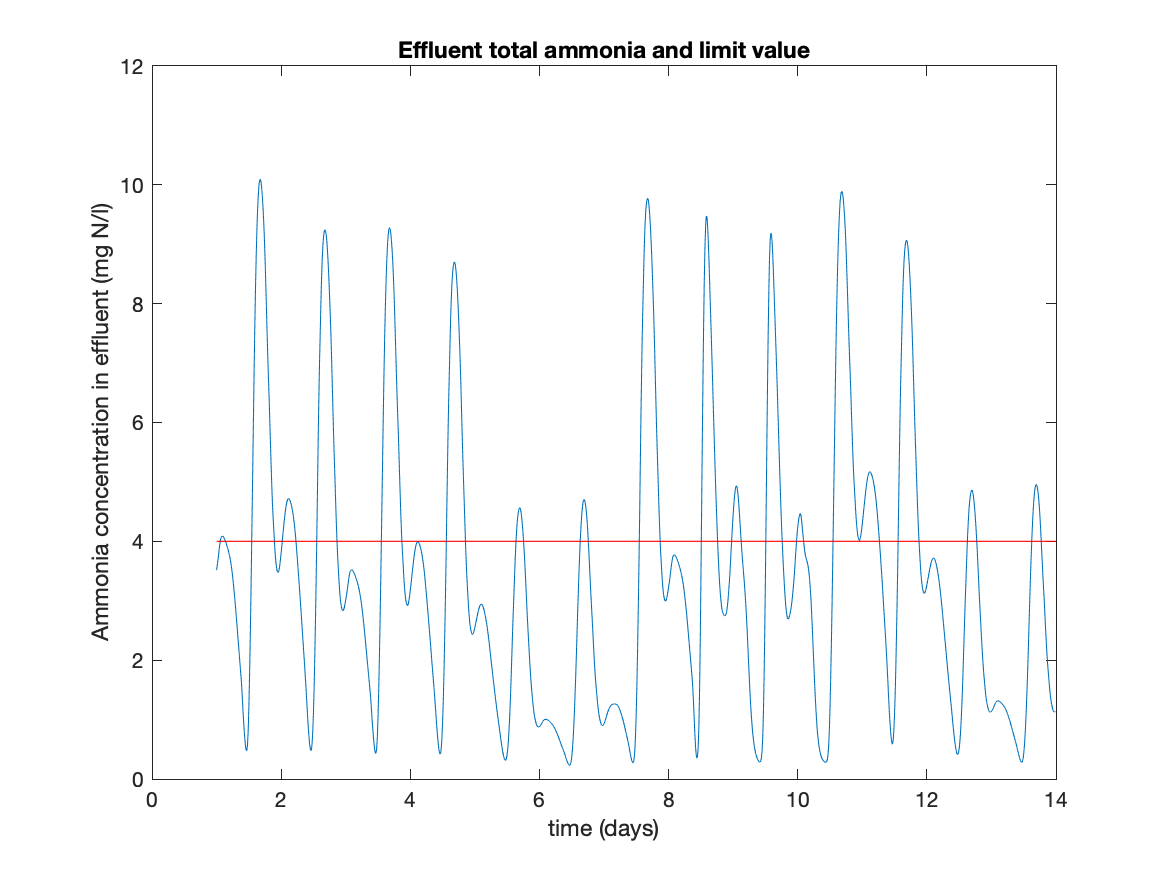 Effluent total ammonia and limit value
12
10
8
6
4
2
0
Ammonia concentration in effluent (mg N/l)
0 2 4 6 8 10 12 14
time (days)